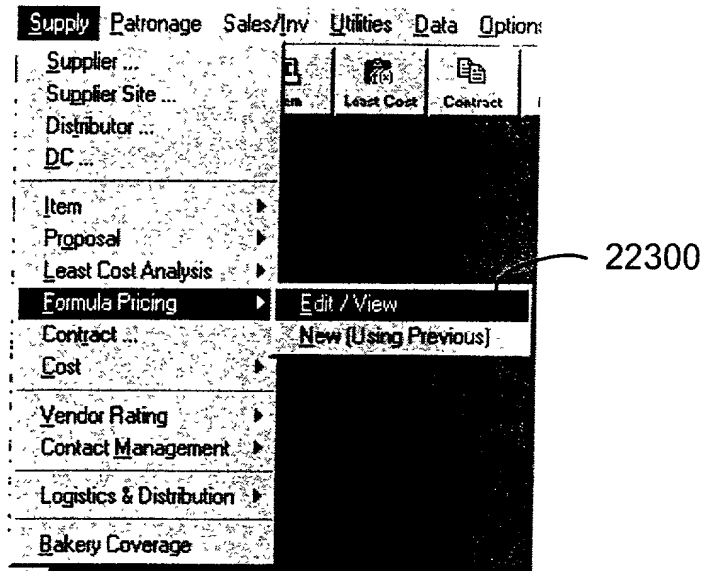 Supply Patronage Sales/Inv Utilities Data Options
Supplier ...
Supplier Site ...
Distributor ...
DC ...
Least Cost
Contract
Item
Proposal
Least Cost Analysis
Formula Pricing
Edit / View
22300
New (Using Previous)
Contract ...
Cost
Vendor Rating
Contact Management
Logistics & Distribution
Bakery Coverage